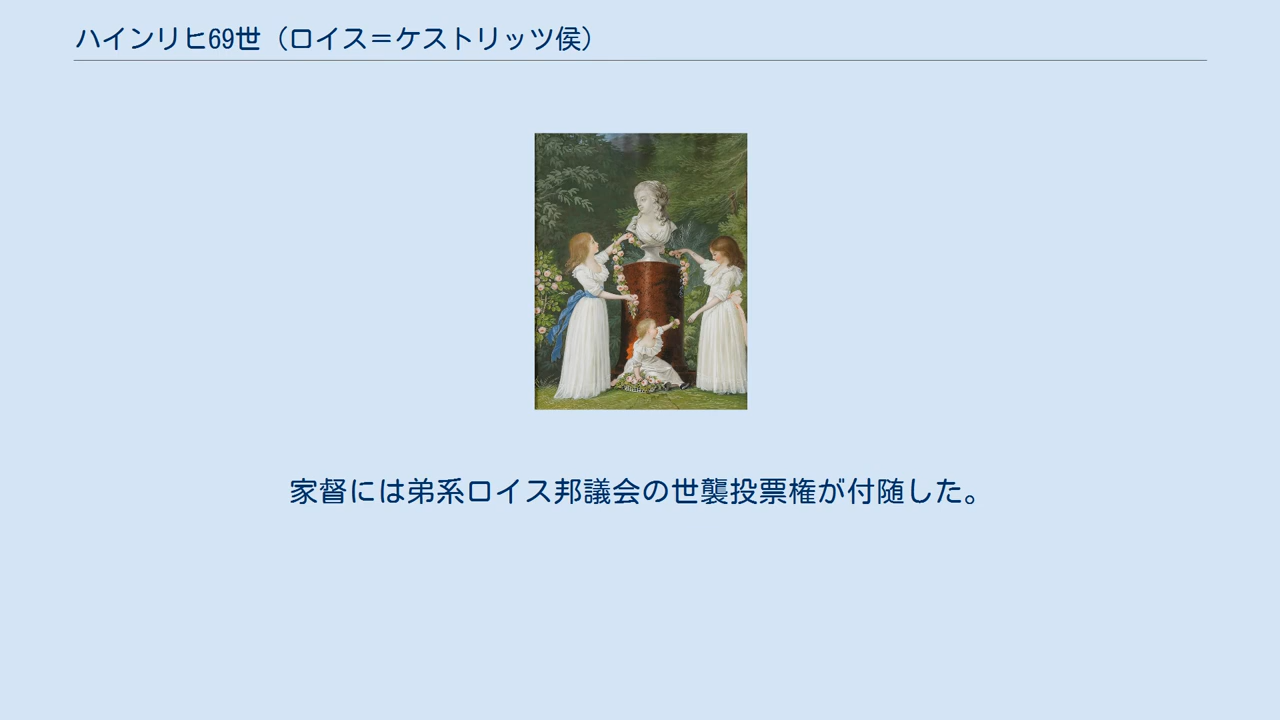 ハインリヒ69世（ロイス＝ケストリッツ侯）
家督には弟系ロイス邦議会の世襲投票権が付随した。